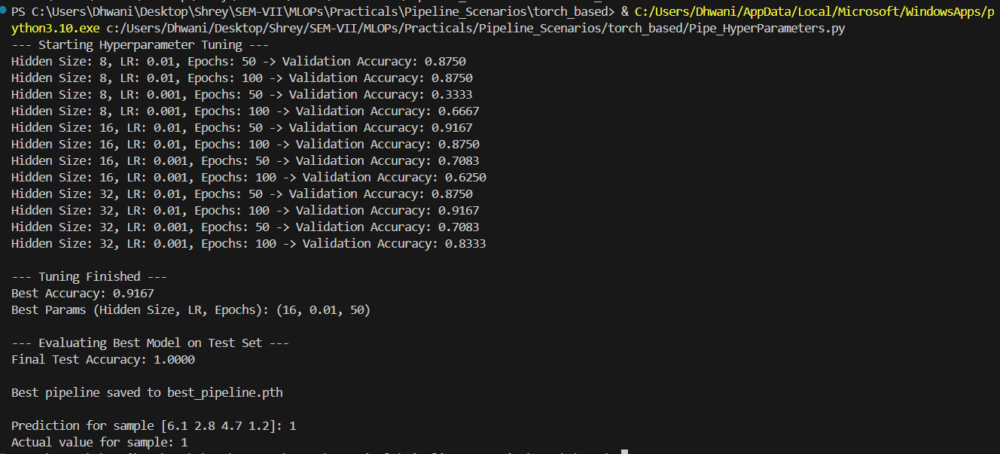 PS C:\Users\Dhwani\Desktop\Shrey\SEM-VII\MLOPs\Practicals\Pipeline_Scenarios\torch_based> & C:/Users/Dhwani/AppData/Local/Microsoft/WindowsApps/p
ython3.10.exe c:/Users/Dhwani/Desktop/Shrey/SEM-VII/MLOPs/Practicals/Pipeline_Scenarios/torch_based/Pipe_HyperParameters.py
--- Starting Hyperparameter Tuning ---
Hidden Size: 8, LR: 0.01, Epochs: 50 -> Validation Accuracy: 0.8750
Hidden Size: 8, LR: 0.01, Epochs: 100 -> Validation Accuracy: 0.8750
Hidden Size: 8, LR: 0.001, Epochs: 50 -> Validation Accuracy: 0.3333
Hidden Size: 8, LR: 0.001, Epochs: 100 -> Validation Accuracy: 0.6667
Hidden Size: 16, LR: 0.01, Epochs: 50 -> Validation Accuracy: 0.9167
Hidden Size: 16, LR: 0.01, Epochs: 100 -> Validation Accuracy: 0.8750
Hidden Size: 16, LR: 0.001, Epochs: 50 -> Validation Accuracy: 0.7083
Hidden Size: 16, LR: 0.001, Epochs: 100 -> Validation Accuracy: 0.6250
Hidden Size: 32, LR: 0.01, Epochs: 50 -> Validation Accuracy: 0.8750
Hidden Size: 32, LR: 0.01, Epochs: 100 -> Validation Accuracy: 0.9167
Hidden Size: 32, LR: 0.001, Epochs: 50 -> Validation Accuracy: 0.7083
Hidden Size: 32, LR: 0.001, Epochs: 100 -> Validation Accuracy: 0.8333
--- Tuning Finished ---
Best Accuracy: 0.9167
Best Params (Hidden Size, LR, Epochs): (16, 0.01, 50)
--- Evaluating Best Model on Test Set ---
Final Test Accuracy: 1.0000
Best pipeline saved to best_pipeline.pth
Prediction for sample [6.1 2.8 4.7 1.2]: 1
Actual value for sample: 1